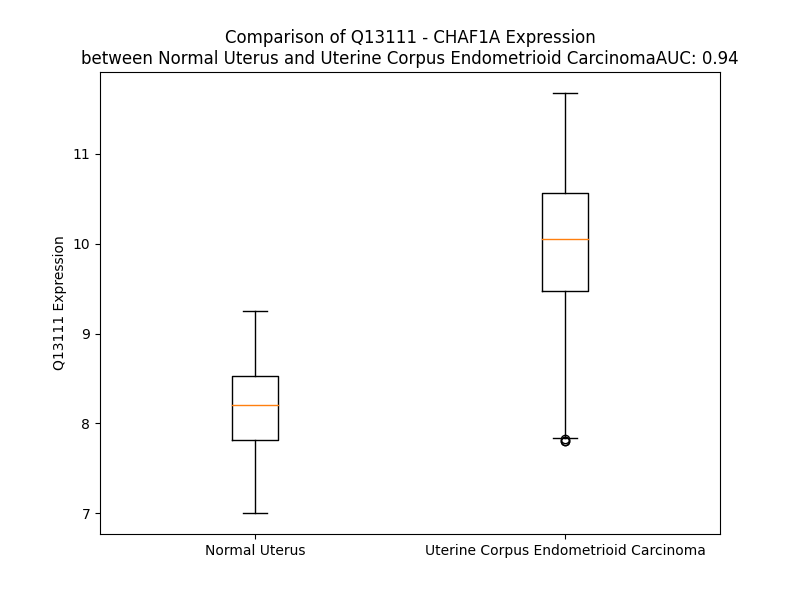 Comparison of Q13111 - CHAF1A Expression
between Normal Uterus and Uterine Corpus Endometrioid CarcinomaAUC: 0.94
11
10
9
8
7
Q13111 Expression
Normal Uterus
Uterine Corpus Endometrioid Carcinoma